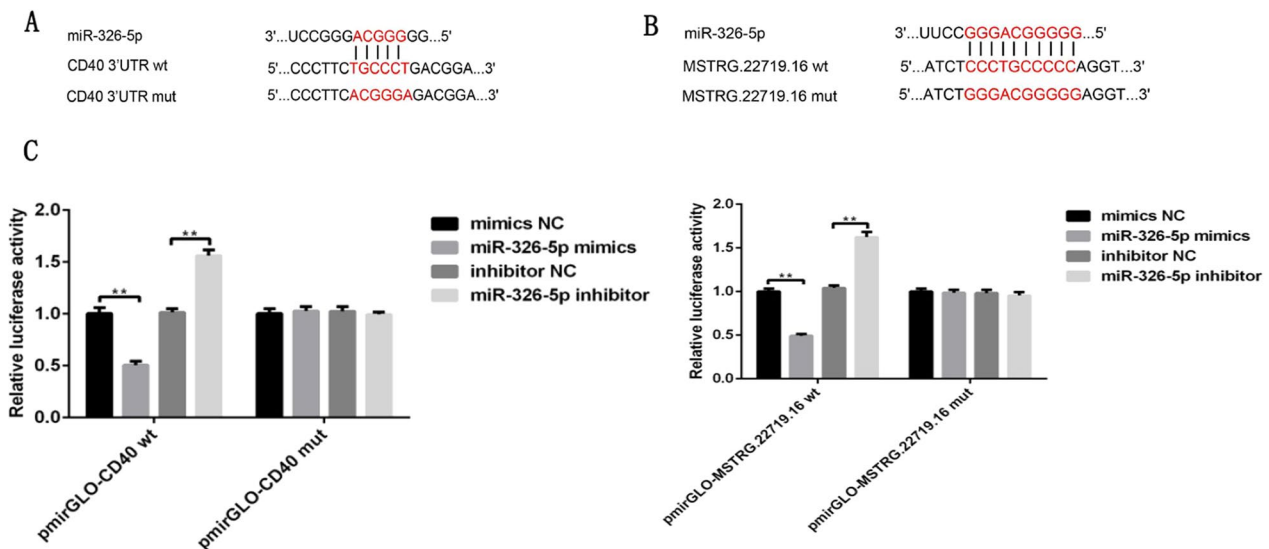 A
miR-326-5p 3'...UCCGGGACGGGGG...5'
CD40 3'UTR wt 5'...CCCTTCTGCCCTGACGGA...3'
CD40 3'UTR mut 5'...CCCTTCACGGGAGACGGA...3'
B
miR-326-5p 3'...UUCCGGGACGGGGG...5'
MSTRG.22719.16 wt 5'...ATCTCCCTGCCCCCAGGT...3'
MSTRG.22719.16 mut 5'...ATCTGGGACGGGGGAGGT...3'
C
Relative luciferase activity
2.0
1.5
1.0
0.5
0.0
**
**
pmirGLO-CD40 wt
pmirGLO-CD40 mut
mimics NC
miR-326-5p mimics
inhibitor NC
miR-326-5p inhibitor
Relative luciferase activity
2.0
1.5
1.0
0.5
0.0
**
**
pmirGLO-MSTRG.22719.16 wt
pmirGLO-MSTRG.22719.16 mut
mimics NC
miR-326-5p mimics
inhibitor NC
miR-326-5p inhibitor